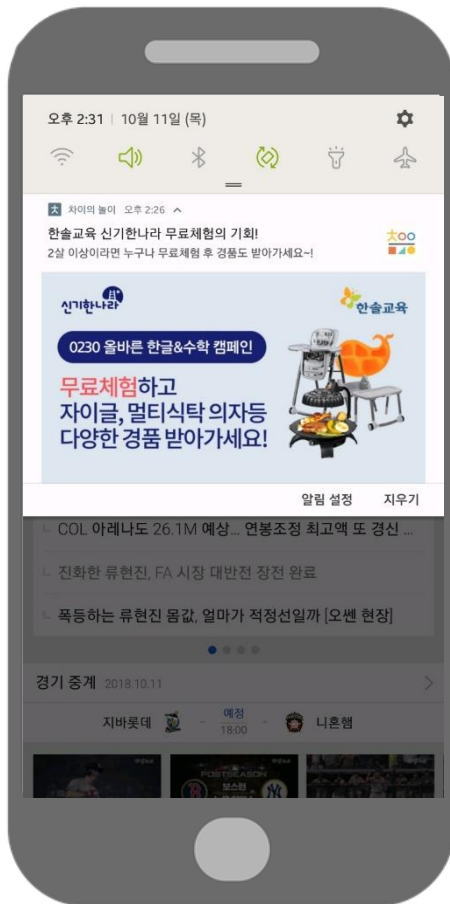 오후 2:31 | 10월 11일 (목)
차이의 놀이 오후 2:26
한솔교육 신기한나라 무료체험의 기회!
2살 이상이라면 누구나 무료체험 후 경품도 받아가세요~!
신기한나라
한솔교육
0230 올바른 한글&수학 캠페인
무료체험하고
자이글, 멀티식탁 의자등
다양한 경품 받아가세요!
알림 설정 지우기
COL 아레나도 26.1M 예상... 연봉조정 최고액 또 경신 ...
진화한 류현진, FA 시장 대반전 장전 완료
폭등하는 류현진 몸값, 얼마가 적정선일까 [오쎈 현장]
경기 중계 2018.10.11
지바롯데 - 예정 - 니혼햄
18:00
POSTSEASON
보스턴